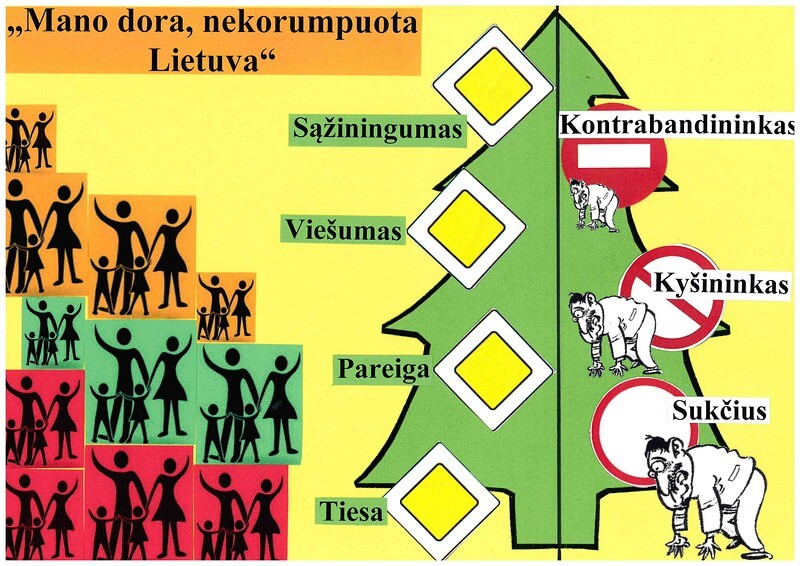 „Mano dora, nekorumpuota
Lietuva“
Sąžiningumas
Kontrabandininkas
Viešumas
Kyšininkas
Pareiga
Sukčius
Tiesa